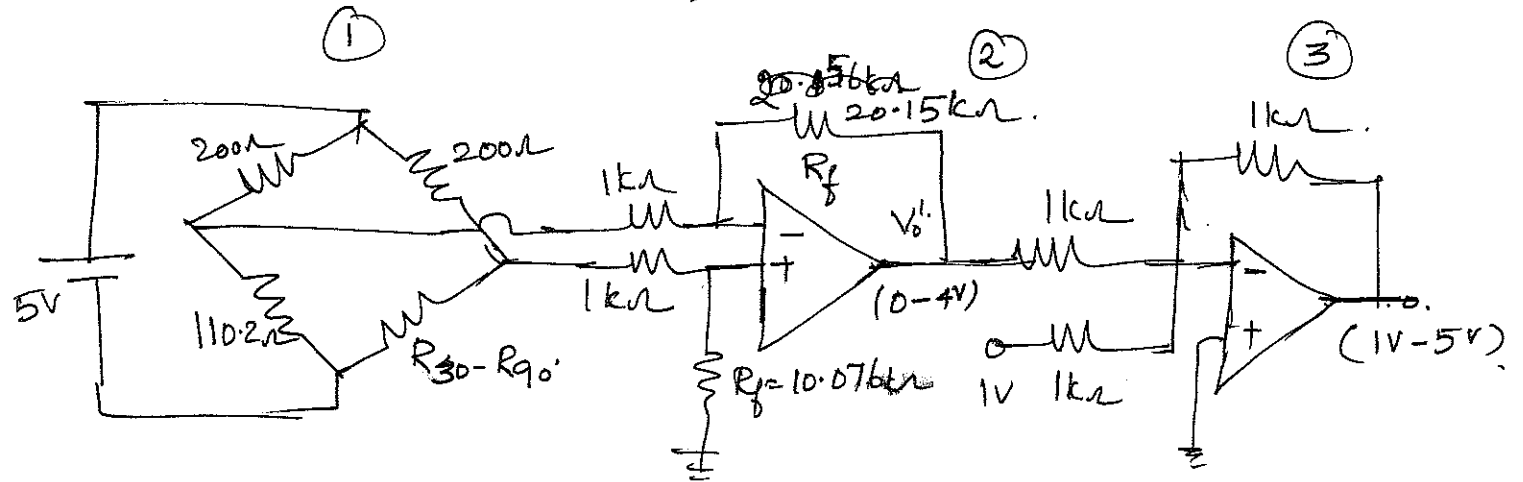 1
2
3
20.15kΩ.
1kΩ.
200Ω
200Ω
Rf
1kΩ
1kΩ
Vo'.
1kΩ
5V
1kΩ
(0-4V)
(1V-5V)
110.2Ω
R30-R90'
Rf=10.076kΩ
1V
1kΩ
-
+
-
+